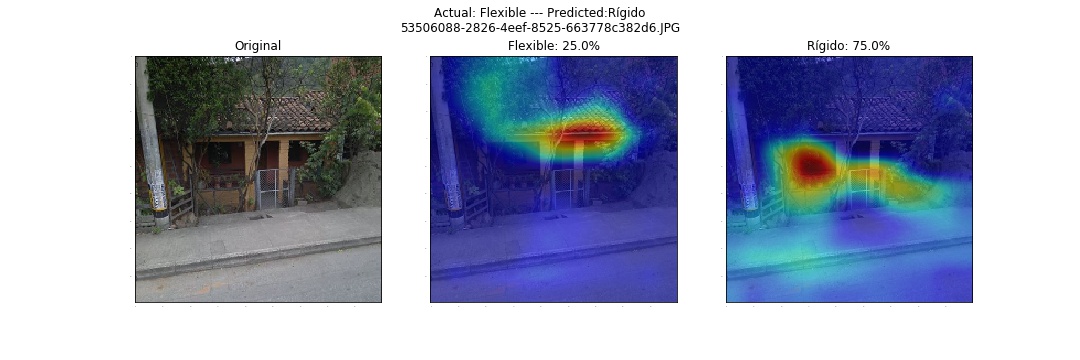 Actual: Flexible --- Predicted:Rígido
53506088-2826-4eef-8525-663778c382d6.JPG
Original
Flexible: 25.0%
Rígido: 75.0%